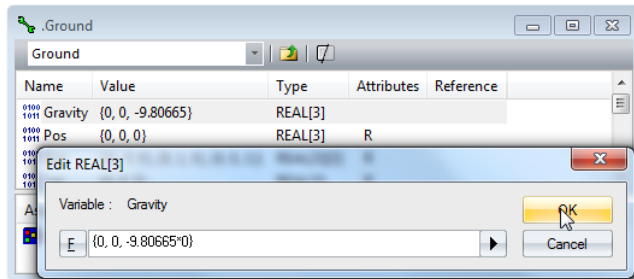 .Ground
Ground
Name Value Type Attributes Reference
0100 1011 Gravity {0, 0, -9.80665} REAL[3]
0100 1011 Pos {0, 0, 0} REAL[3] R
Edit REAL[3]
Variable : Gravity
OK
F {0, 0, -9.80665*0}
Cancel